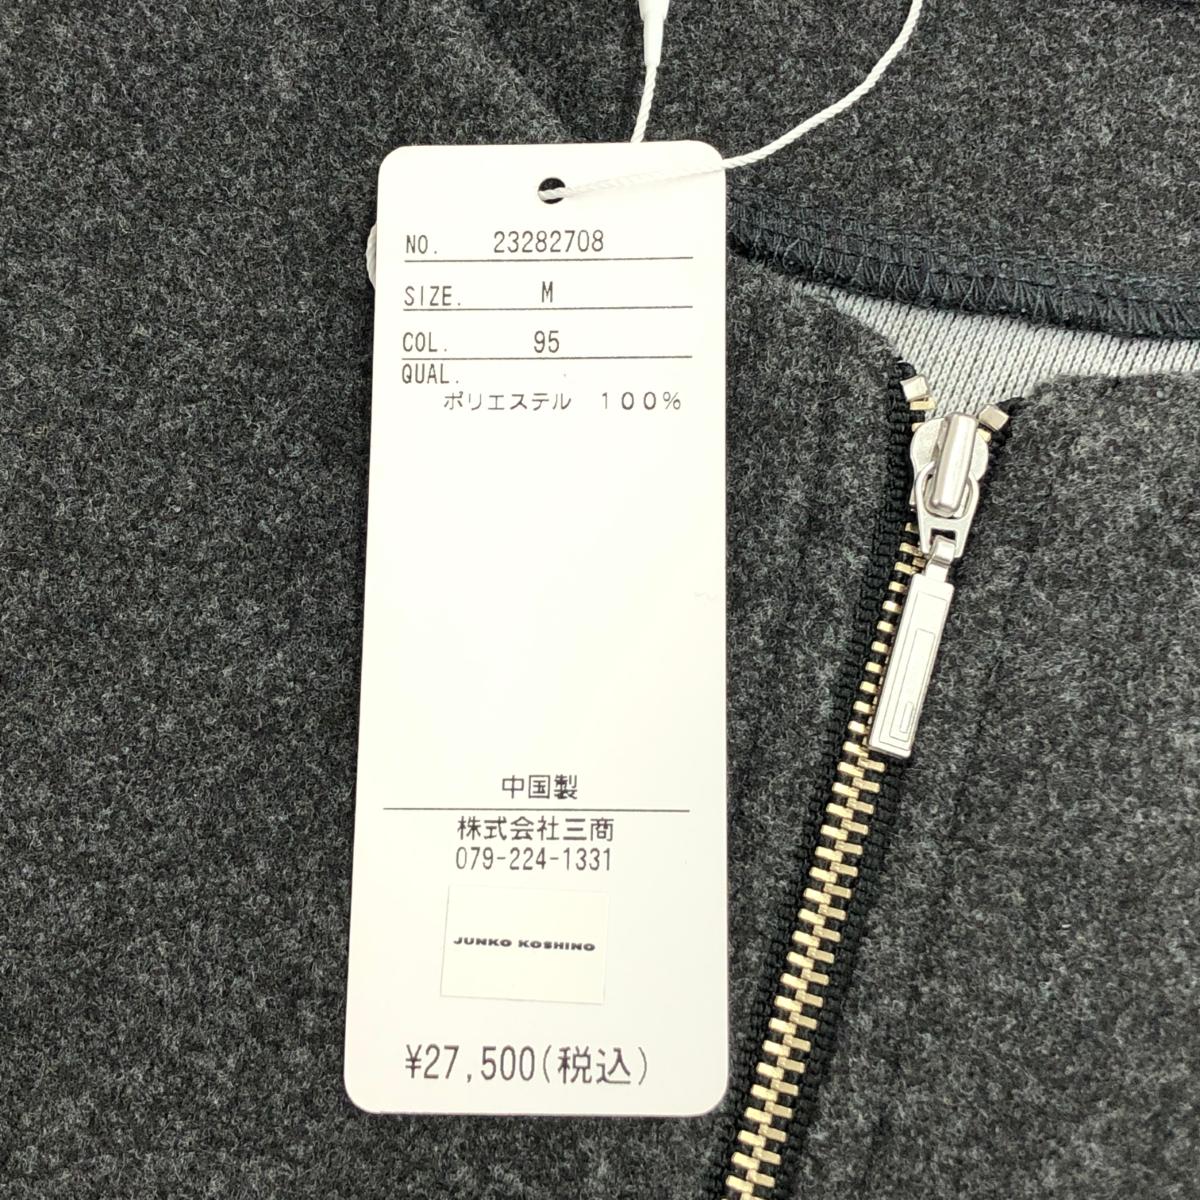 NO. 23282708
SIZE. M
COL. 95
QUAL.
ポリエステル 100%
中国製
株式会社三商
079-224-1331
JUNKO KOSHINO
¥27,500(税込)